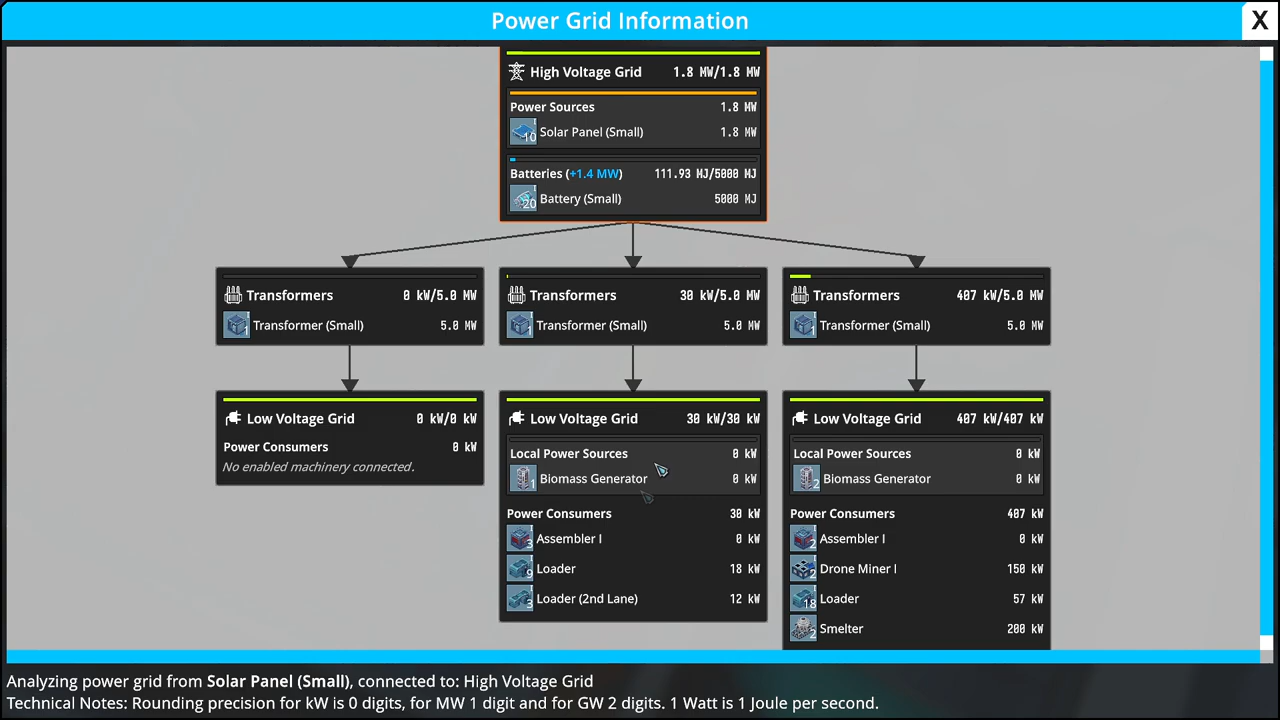 Power Grid Information
X
High Voltage Grid 1.8 MW/1.8 MW
Power Sources 1.8 MW
10 Solar Panel (Small) 1.8 MW
Batteries (+1.4 MW) 111.93 MJ/5000 MJ
20 Battery (Small) 5000 MJ
Transformers 0 kW/5.0 MW
1 Transformer (Small) 5.0 MW
Transformers 30 kW/5.0 MW
1 Transformer (Small) 5.0 MW
Transformers 407 kW/5.0 MW
1 Transformer (Small) 5.0 MW
Low Voltage Grid 0 kW/0 kW
Power Consumers 0 kW
No enabled machinery connected.
Low Voltage Grid 30 kW/30 kW
Local Power Sources 0 kW
1 Biomass Generator 0 kW
Power Consumers 30 kW
3 Assembler I 0 kW
9 Loader 18 kW
3 Loader (2nd Lane) 12 kW
Low Voltage Grid 407 kW/407 kW
Local Power Sources 0 kW
2 Biomass Generator 0 kW
Power Consumers 407 kW
2 Assembler I 0 kW
2 Drone Miner I 150 kW
18 Loader 57 kW
2 Smelter 200 kW
Analyzing power grid from Solar Panel (Small), connected to: High Voltage Grid
Technical Notes: Rounding precision for kW is 0 digits, for MW 1 digit and for GW 2 digits. 1 Watt is 1 Joule per second.